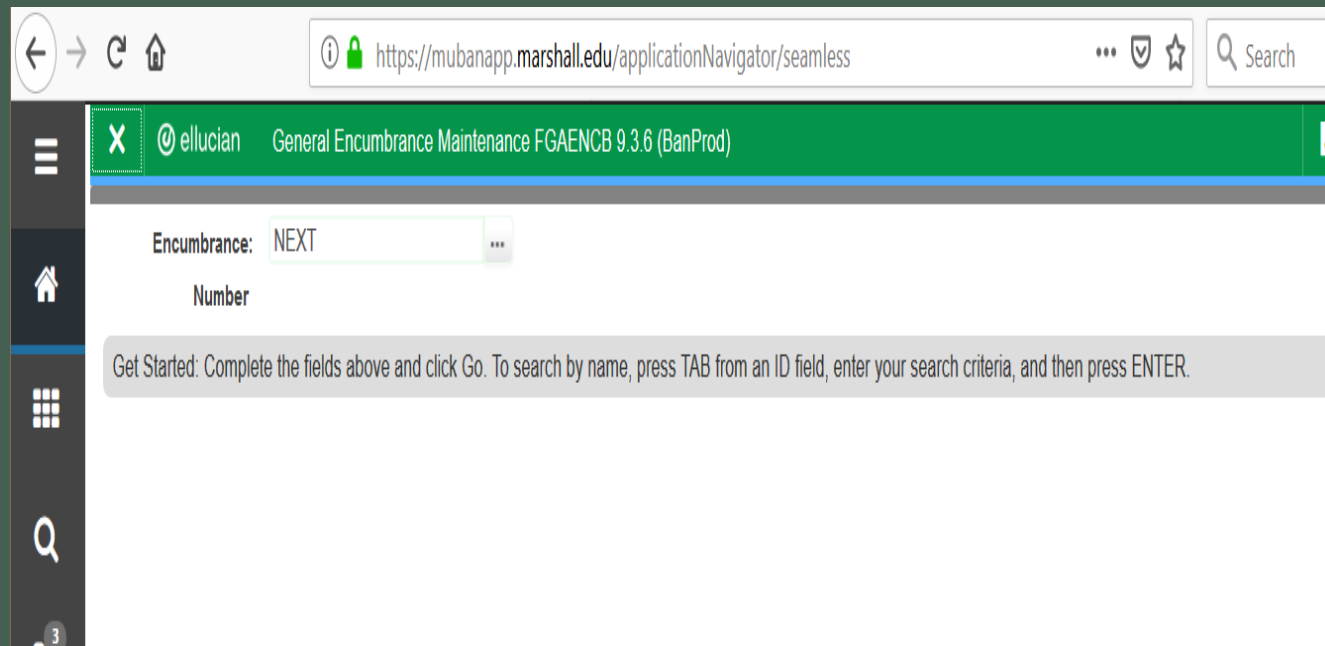 https://mubanapp.marshall.edu/applicationNavigator/seamless
Search
ellucian General Encumbrance Maintenance FGAENCB 9.3.6 (BanProd)
Encumbrance: NEXT
Number
Get Started: Complete the fields above and click Go. To search by name, press TAB from an ID field, enter your search criteria, and then press ENTER.
3